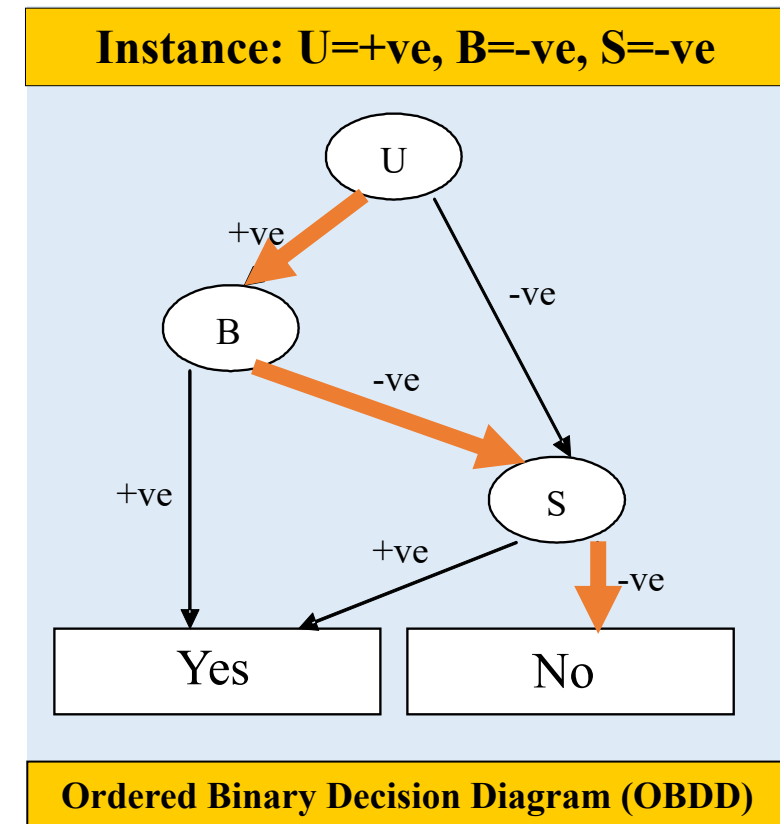 Instance: U=+ve, B=-ve, S=-ve
U
+ve
-ve
B
-ve
+ve
S
+ve
-ve
Yes
No
Ordered Binary Decision Diagram (OBDD)